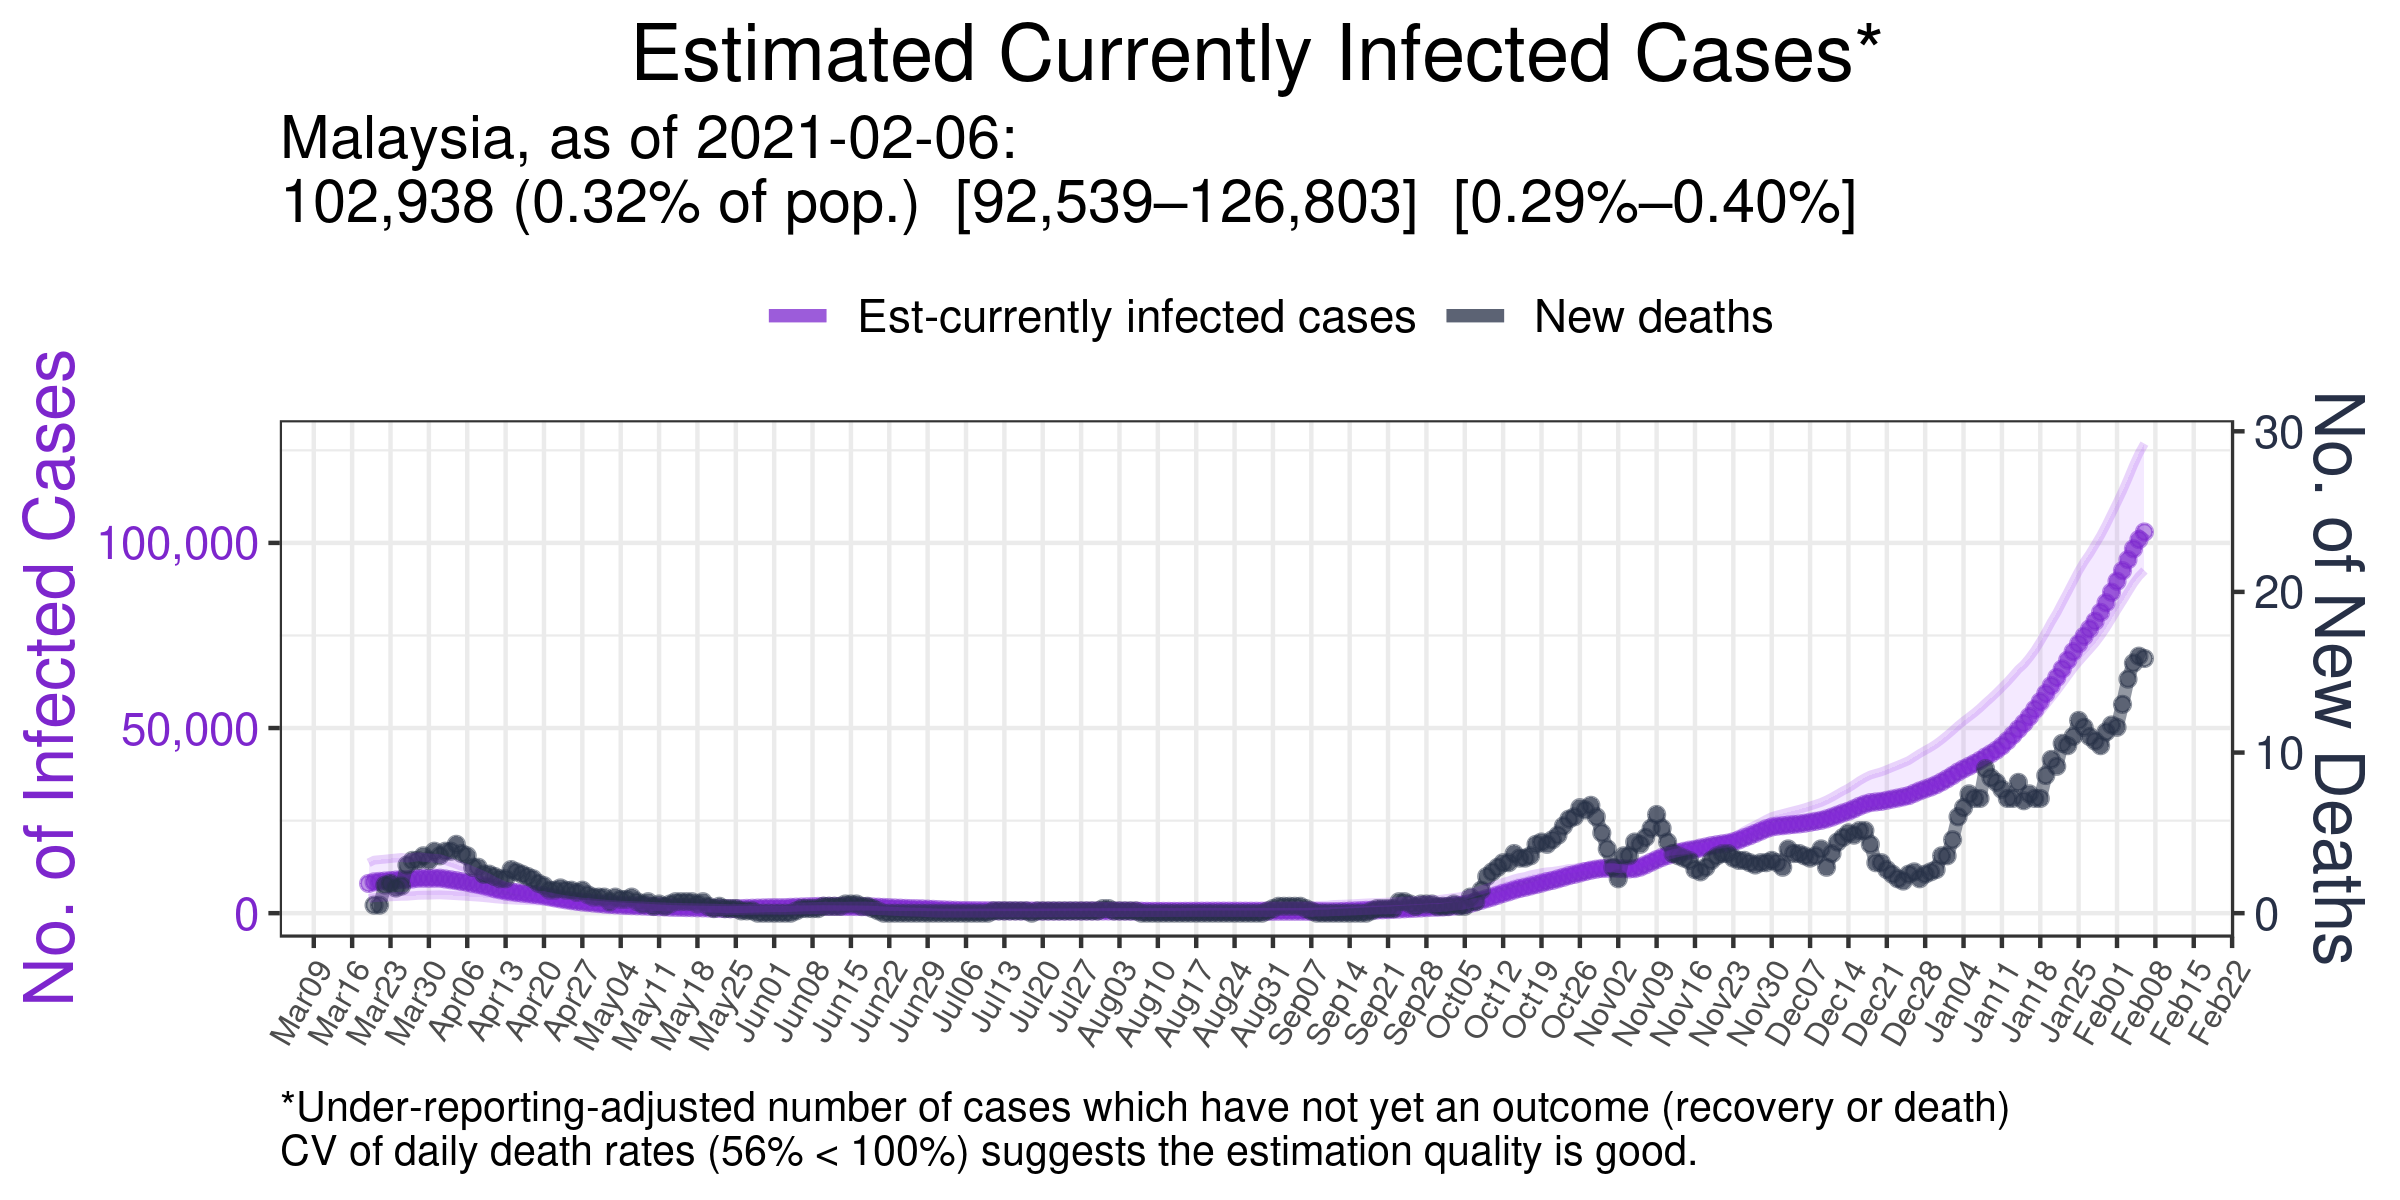 Estimated Currently Infected Cases*
Malaysia, as of 2021-02-06:
102,938 (0.32% of pop.) [92,539–126,803] [0.29%–0.40%]
Est-currently infected cases
New deaths
No. of Infected Cases
100,000
50,000
0
30
20
10
0
No. of New Deaths
Mar09
Mar16
Mar23
Mar30
Apr06
Apr13
Apr20
Apr27
May04
May11
May18
May25
Jun01
Jun08
Jun15
Jun22
Jun29
Jul06
Jul13
Jul20
Jul27
Aug03
Aug10
Aug17
Aug24
Aug31
Sep07
Sep14
Sep21
Sep28
Oct05
Oct12
Oct19
Oct26
Nov02
Nov09
Nov16
Nov23
Nov30
Dec07
Dec14
Dec21
Dec28
Jan04
Jan11
Jan18
Jan25
Feb01
Feb08
Feb15
Feb22
*Under-reporting-adjusted number of cases which have not yet an outcome (recovery or death)
CV of daily death rates (56% < 100%) suggests the estimation quality is good.